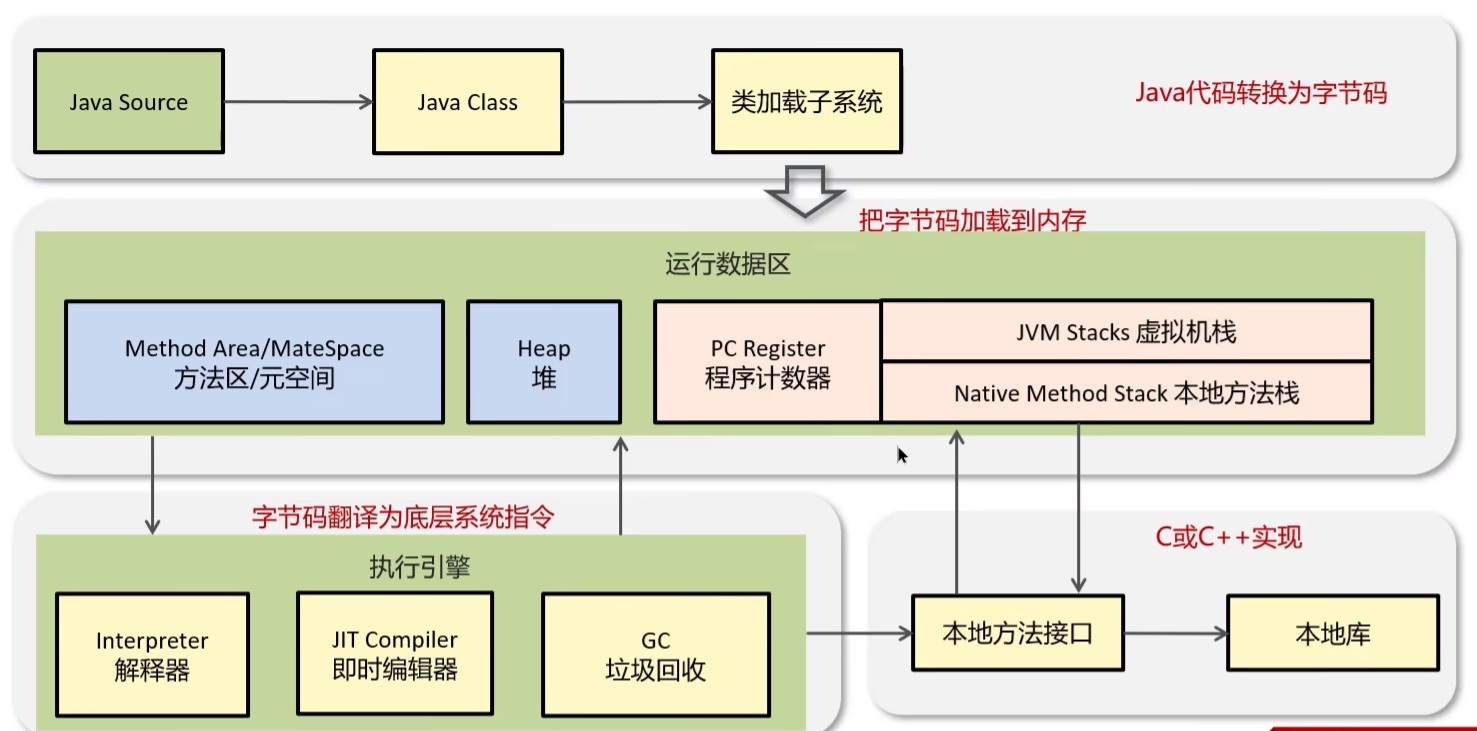 Java Source
Java Class
类加载子系统
Java代码转换为字节码
把字节码加载到内存
运行数据区
Method Area/MateSpace
方法区/元空间
Heap
堆
PC Register
程序计数器
JVM Stacks 虚拟机栈
Native Method Stack 本地方法栈
字节码翻译为底层系统指令
执行引擎
Interpreter
解释器
JIT Compiler
即时编辑器
GC
垃圾回收
C或C++实现
本地方法接口
本地库